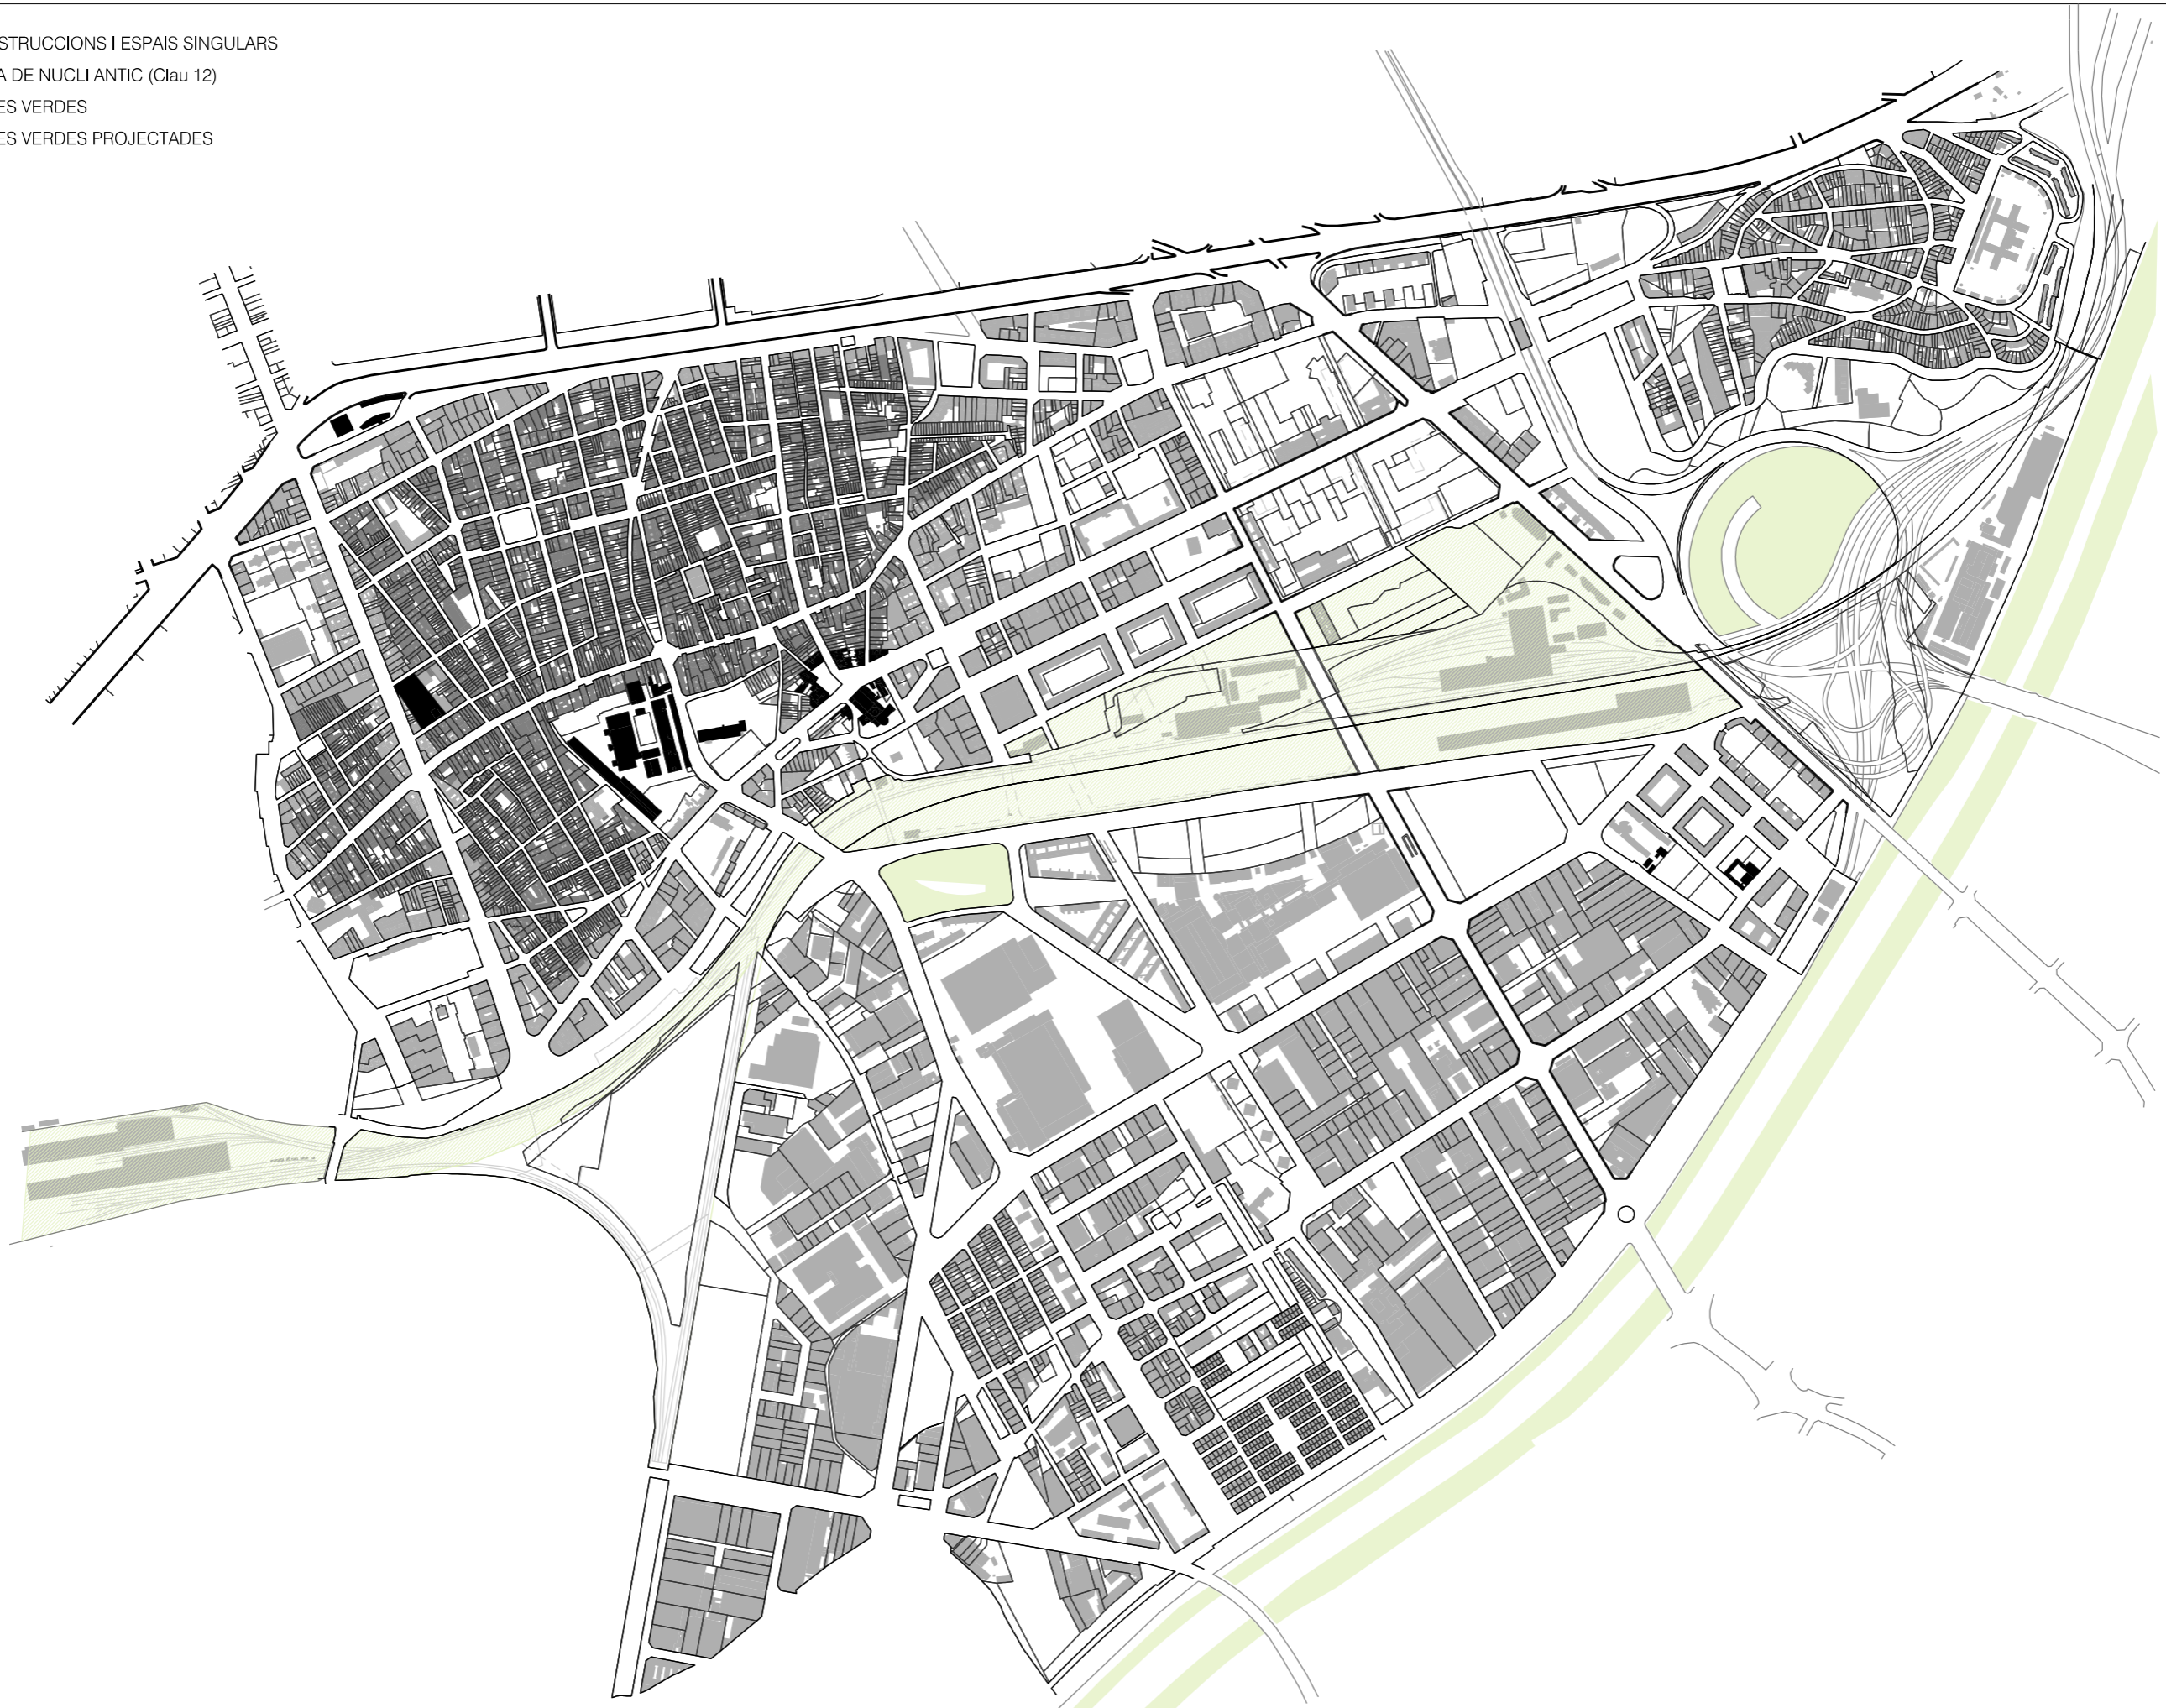 STRUCCIONS I ESPAIS SINGULARS
A DE NUCLI ANTIC (Clau 12)
ES VERDES
ES VERDES PROJECTADES